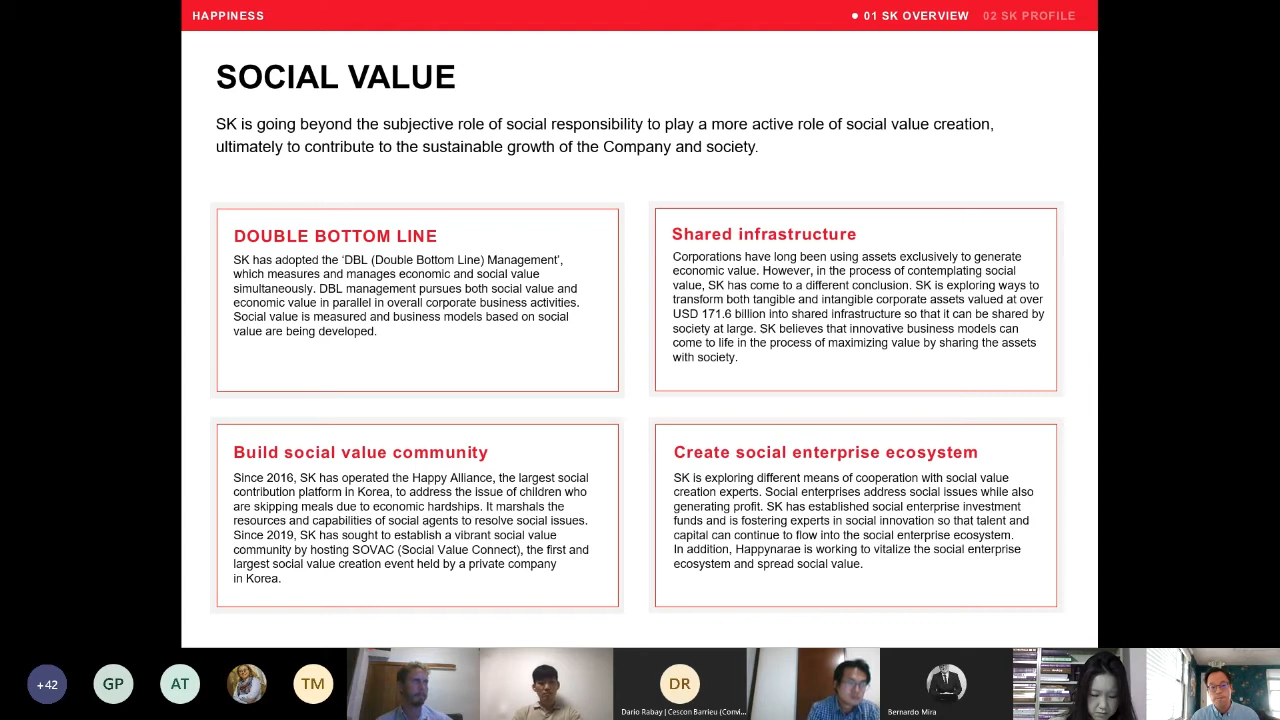 HAPPINESS
01 SK OVERVIEW
02 SK PROFILE
SOCIAL VALUE
SK is going beyond the subjective role of social responsibility to play a more active role of social value creation,
ultimately to contribute to the sustainable growth of the Company and society.
DOUBLE BOTTOM LINE
SK has adopted the ‘DBL (Double Bottom Line) Management’,
which measures and manages economic and social value
simultaneously. DBL management pursues both social value and
economic value in parallel in overall corporate business activities.
Social value is measured and business models based on social
value are being developed.
Shared infrastructure
Corporations have long been using assets exclusively to generate
economic value. However, in the process of contemplating social
value, SK has come to a different conclusion. SK is exploring ways to
transform both tangible and intangible corporate assets valued at over
USD 171.6 billion into shared infrastructure so that it can be shared by
society at large. SK believes that innovative business models can
come to life in the process of maximizing value by sharing the assets
with society.
Build social value community
Since 2016, SK has operated the Happy Alliance, the largest social
contribution platform in Korea, to address the issue of children who
are skipping meals due to economic hardships. It marshals the
resources and capabilities of social agents to resolve social issues.
Since 2019, SK has sought to establish a vibrant social value
community by hosting SOVAC (Social Value Connect), the first and
largest social value creation event held by a private company
in Korea.
Create social enterprise ecosystem
SK is exploring different means of cooperation with social value
creation experts. Social enterprises address social issues while also
generating profit. SK has established social enterprise investment
funds and is fostering experts in social innovation so that talent and
capital can continue to flow into the social enterprise ecosystem.
In addition, Happynarae is working to vitalize the social enterprise
ecosystem and spread social value.
+42
GP
AT
TM
DR
Dario Rabay | Cescon Barrieu (Convi...
Bernardo Mira